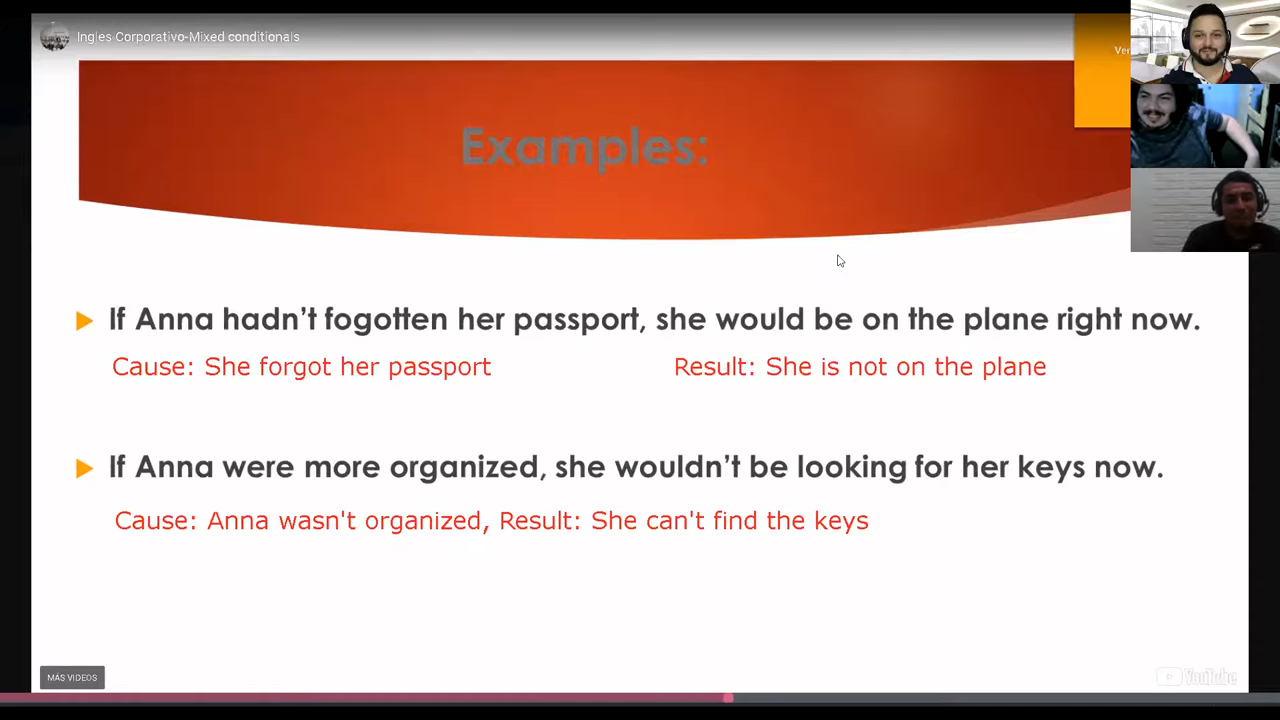 Ingles Corporativo-Mixed conditionals
Ver
Examples:
If Anna hadn't fogotten her passport, she would be on the plane right now.
Cause: She forgot her passport Result: She is not on the plane
If Anna were more organized, she wouldn't be looking for her keys now.
Cause: Anna wasn't organized, Result: She can't find the keys
MÁS VIDEOS
YouTube